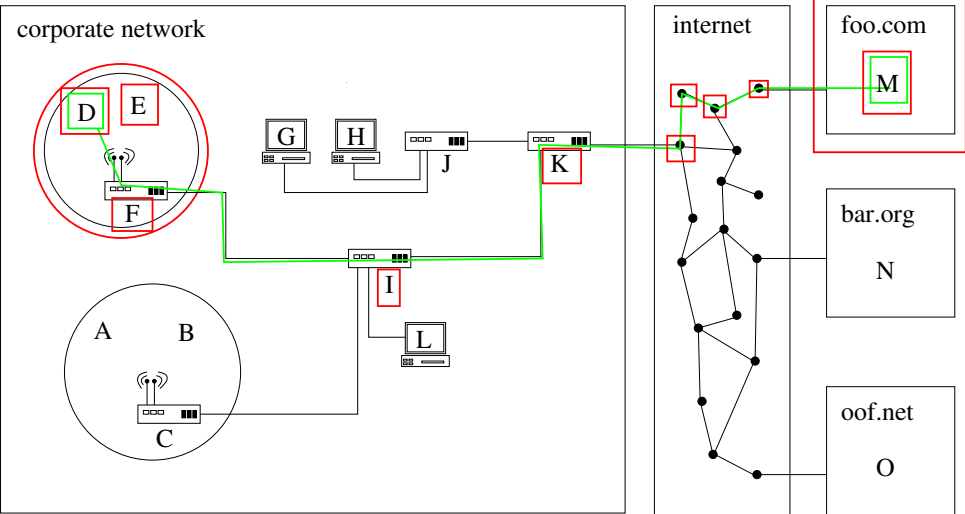 corporate network
internet
foo.com
D
E
M
G
H
J
K
F
bar.org
I
N
A
B
L
oof.net
C
O